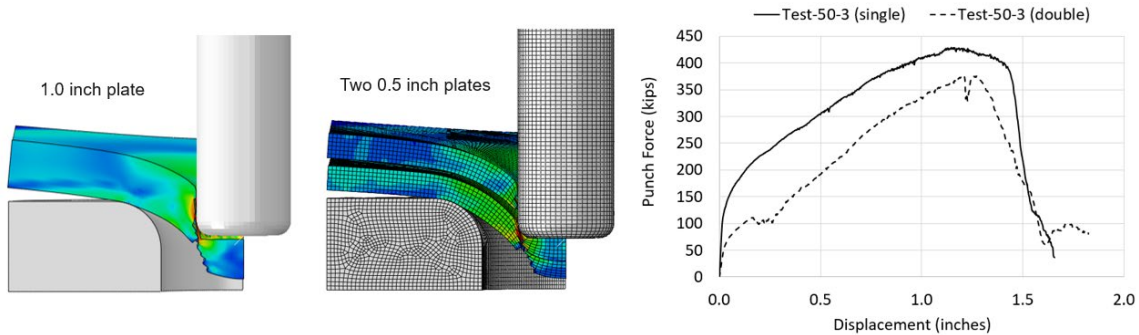 1.0 inch plate
Two 0.5 inch plates
Test-50-3 (single) Test-50-3 (double)
Punch Force (kips)
450
400
350
300
250
200
150
100
50
0
0.0 0.5 1.0 1.5 2.0
Displacement (inches)